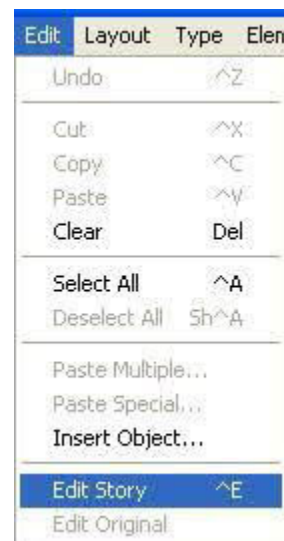 Edit Layout Type Elen
Undo ^Z
Cut ^X
Copy ^C
Paste ^V
Clear Del
Select All ^A
Deselect All Sh^A
Paste Multiple...
Paste Special...
Insert Object...
Edit Story ^E
Edit Original